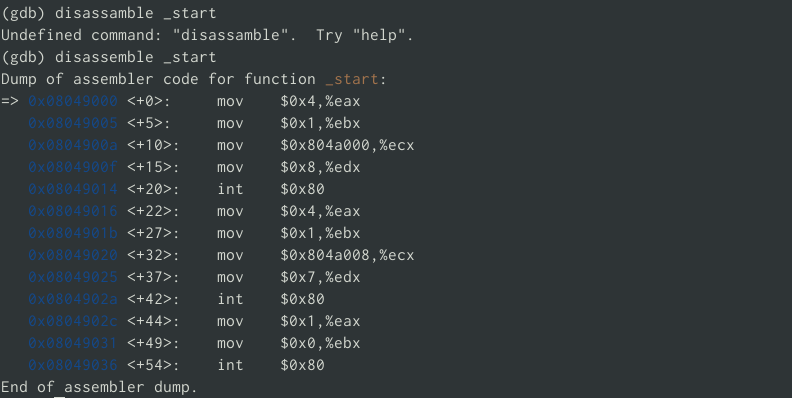 (gdb) disassamble _start
Undefined command: "disassamble".  Try "help".
(gdb) disassemble _start
Dump of assembler code for function _start:
=> 0x08049000 <+0>:     mov    $0x4,%eax
   0x08049005 <+5>:     mov    $0x1,%ebx
   0x0804900a <+10>:    mov    $0x804a000,%ecx
   0x0804900f <+15>:    mov    $0x8,%edx
   0x08049014 <+20>:    int    $0x80
   0x08049016 <+22>:    mov    $0x4,%eax
   0x0804901b <+27>:    mov    $0x1,%ebx
   0x08049020 <+32>:    mov    $0x804a008,%ecx
   0x08049025 <+37>:    mov    $0x7,%edx
   0x0804902a <+42>:    int    $0x80
   0x0804902c <+44>:    mov    $0x1,%eax
   0x08049031 <+49>:    mov    $0x0,%ebx
   0x08049036 <+54>:    int    $0x80
End of assembler dump.